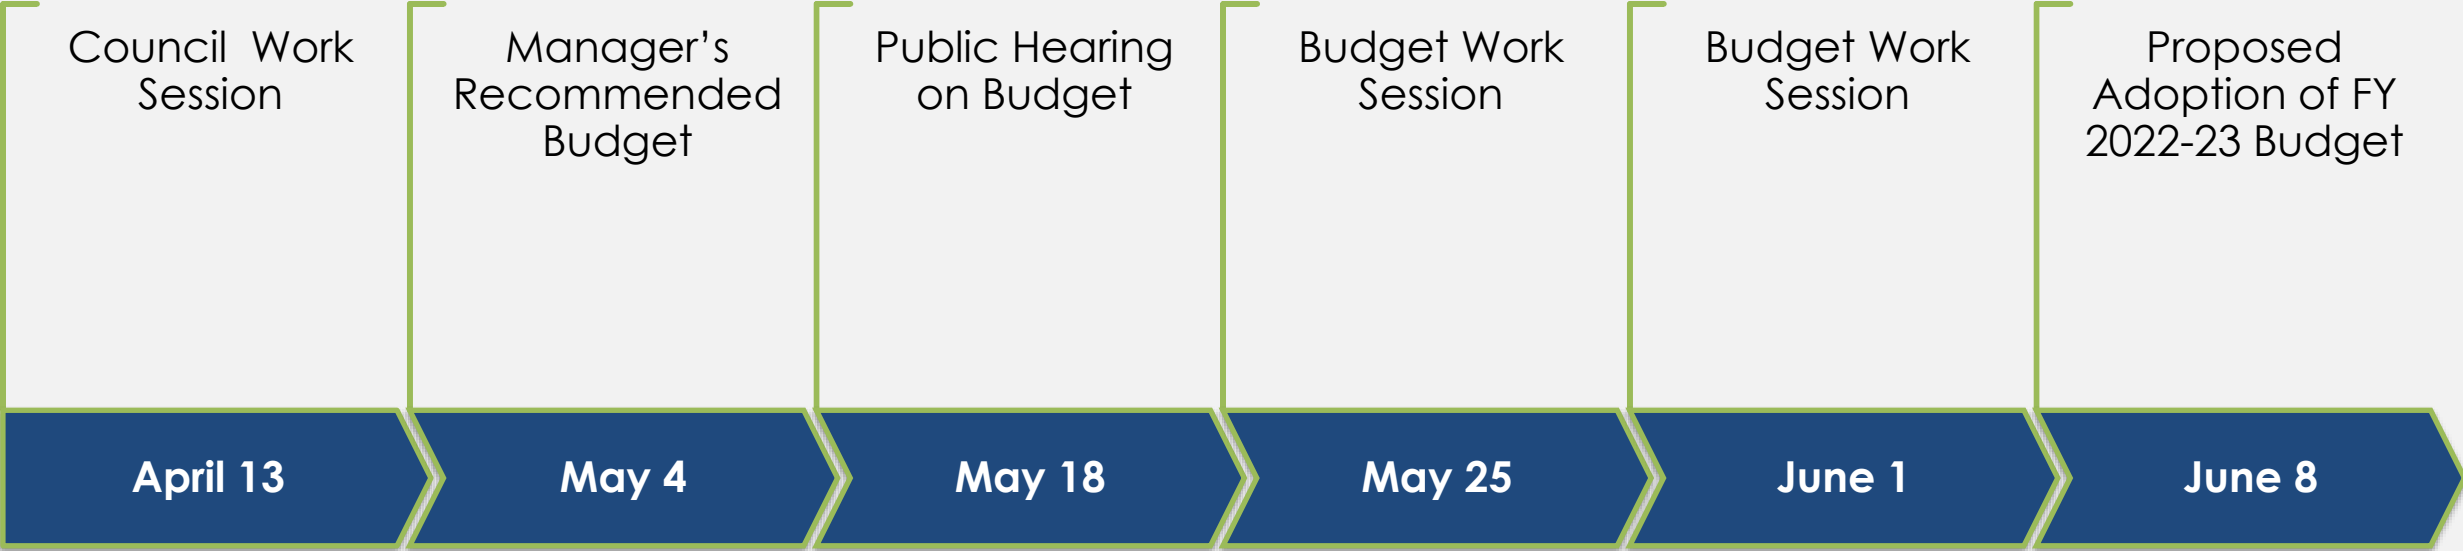 Council  Work
Session
Manager’s
Recommended
Budget
Public Hearing
on Budget
Budget Work
Session
Budget Work
Session
Proposed
Adoption of FY
2022-23 Budget
April 13
May 4
May 18
May 25
June 1
June 8